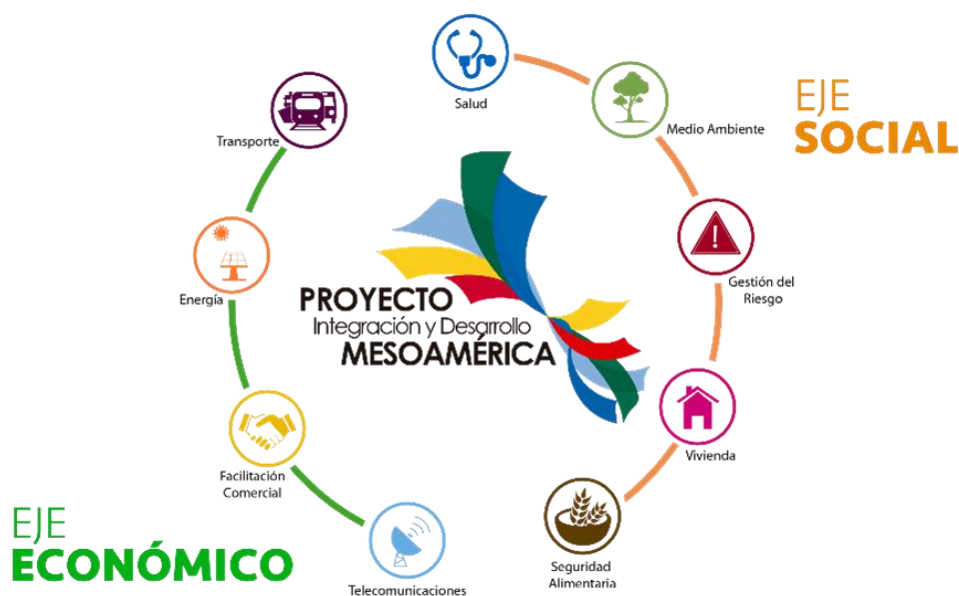 Salud
Medio Ambiente
EJE
SOCIAL
Transporte
Gestión del
Riesgo
Energía
PROYECTO
Integración y Desarrollo
MESOAMÉRICA
Vivienda
Facilitación
Comercial
EJE
ECONÓMICO
Seguridad
Alimentaria
Telecomunicaciones